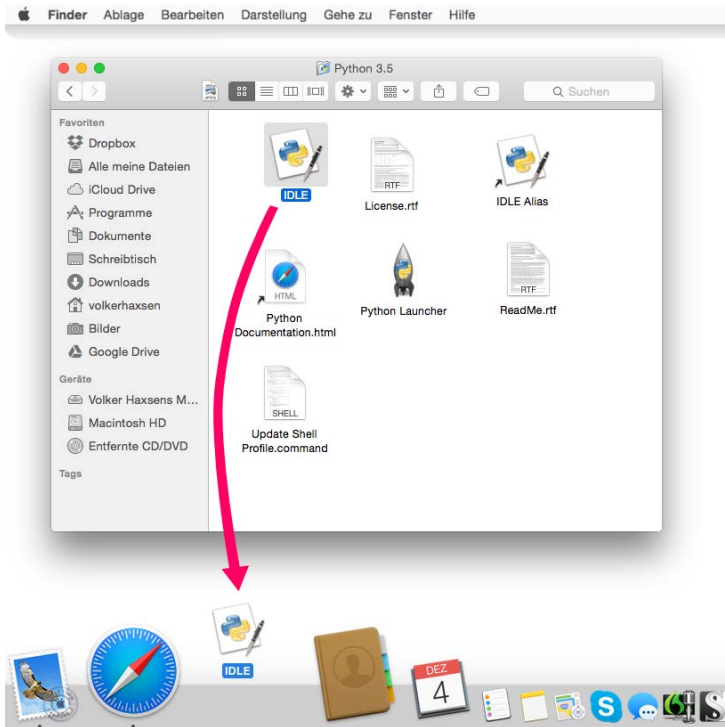 Finder Ablage Bearbeiten Darstellung Gehe zu Fenster Hilfe
Python 3.5
JPEG
Suchen
Favoriten
Dropbox
Alle meine Dateien
iCloud Drive
Programme
Dokumente
Schreibtisch
Downloads
volkerhaxsen
Bilder
Google Drive
Geräte
Volker Haxsens M...
Macintosh HD
Entfernte CD/DVD
Tags
IDLE
RTF
License.rtf
IDLE Alias
HTML
Python
Documentation.html
Python Launcher
RTF
ReadMe.rtf
SHELL
Update Shell
Profile.command
IDLE
DEZ
4
S
S